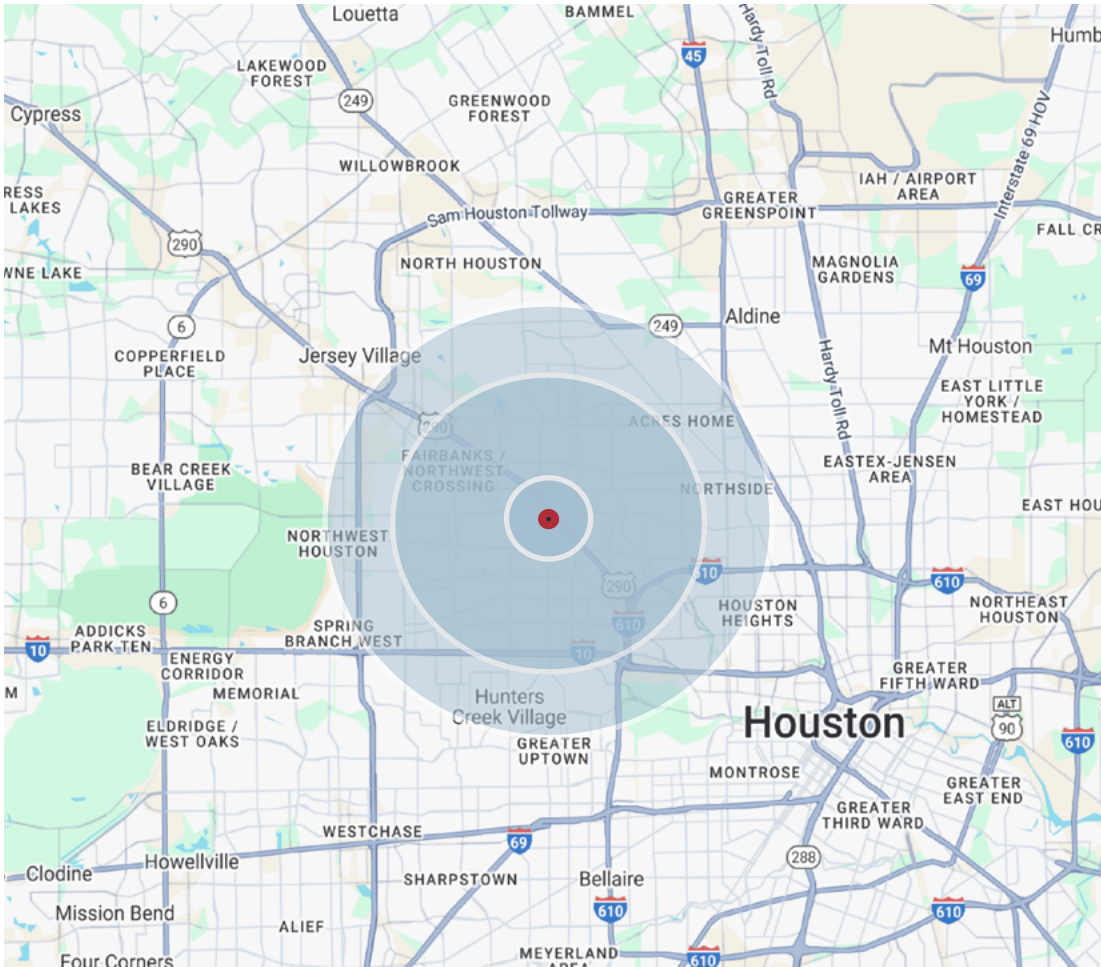 Louetta
BAMMEL
Hardy Toll Rd
45
Humb
LAKEWOOD
FOREST
249
GREENWOOD
FOREST
Cypress
Interstate 69 HOV
WILLOWBROOK
IAH / AIRPORT
AREA
RESS
LAKES
GREATER
GREENSPOINT
Sam Houston Tollway
FALL CR
290
WNE LAKE
NORTH HOUSTON
MAGNOLIA
GARDENS
69
6
249
Aldine
Jersey Village
COPPERFIELD
PLACE
Mt Houston
Hardy Toll Rd
EAST LITTLE
YORK /
HOMESTEAD
290
ACRES HOME
FAIRBANKS /
NORTHWEST
CROSSING
BEAR CREEK
VILLAGE
EASTEX-JENSEN
AREA
NORTHSIDE
EAST HOU
NORTHWEST
HOUSTON
610
290
610
6
610
HOUSTON
HEIGHTS
NORTHEAST
HOUSTON
ADDICKS
PARK TEN
SPRING
BRANCH WEST
10
10
ENERGY
CORRIDOR
GREATER
FIFTH WARD
M
MEMORIAL
Hunters
Creek Village
ALT
90
Houston
ELDRIDGE /
WEST OAKS
610
GREATER
UPTOWN
MONTROSE
GREATER
EAST END
GREATER
THIRD WARD
WESTCHASE
69
288
Howellville
Clodine
SHARPSTOWN
Bellaire
610
610
Mission Bend
ALIEF
MEYERLAND
AREA
610
Four Corners